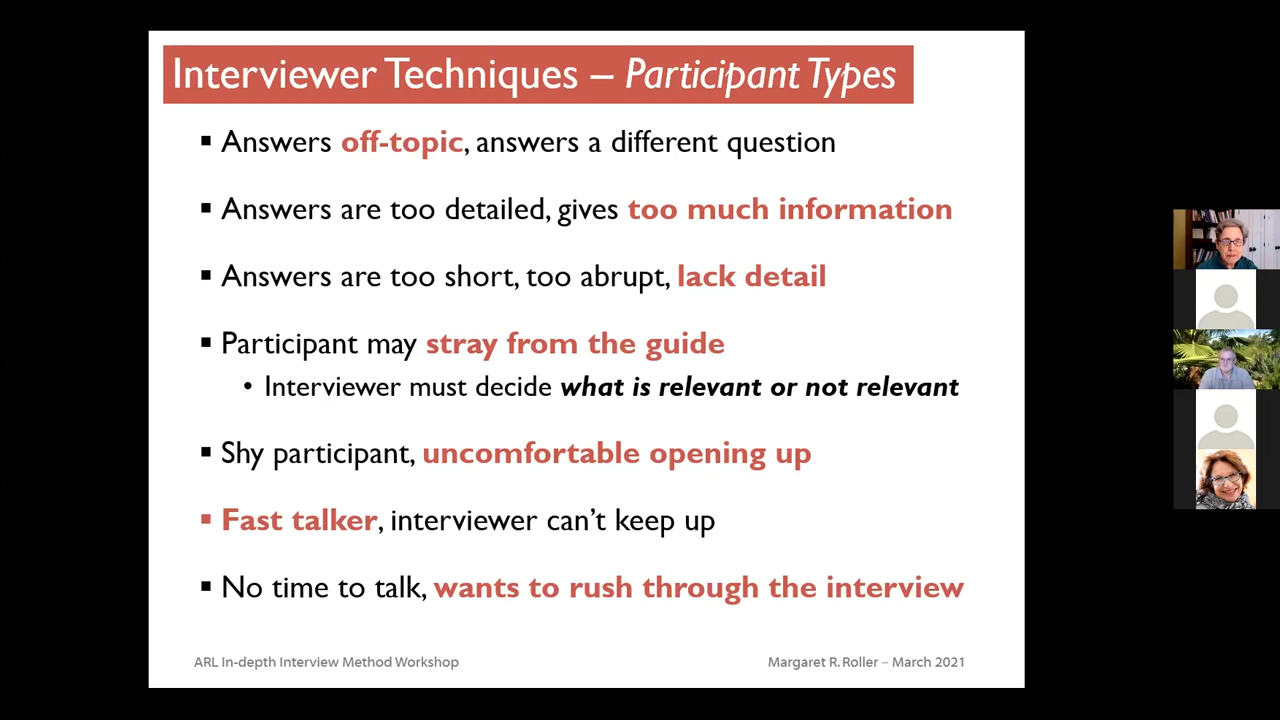 Interviewer Techniques – Participant Types
▪ Answers off-topic, answers a different question
▪ Answers are too detailed, gives too much information
▪ Answers are too short, too abrupt, lack detail
▪ Participant may stray from the guide
• Interviewer must decide what is relevant or not relevant
▪ Shy participant, uncomfortable opening up
▪ Fast talker, interviewer can’t keep up
▪ No time to talk, wants to rush through the interview
ARL In-depth Interview Method Workshop
Margaret R. Roller – March 2021